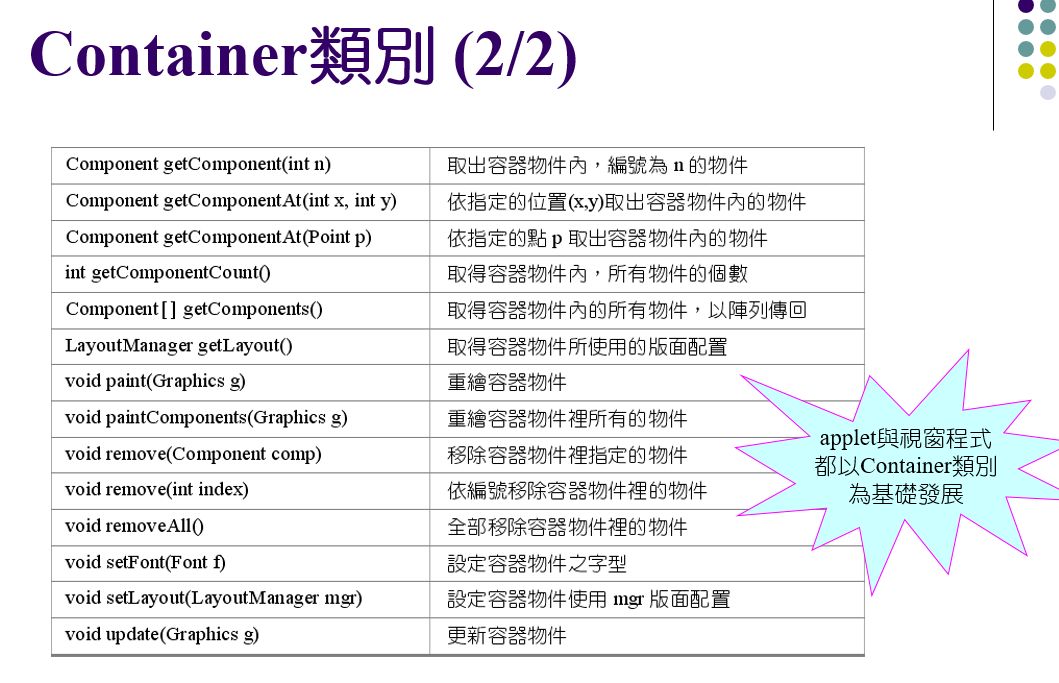 Container類別 (2/2)
Component getComponent(int n) 取出容器物件內，編號為 n 的物件
Component getComponentAt(int x, int y) 依指定的位置(x,y)取出容器物件內的物件
Component getComponentAt(Point p) 依指定的點 p 取出容器物件內的物件
int getComponentCount() 取得容器物件內，所有物件的個數
Component[] getComponents() 取得容器物件內的所有物件，以陣列傳回
LayoutManager getLayout() 取得容器物件所使用的版面配置
void paint(Graphics g) 重繪容器物件
void paintComponents(Graphics g) 重繪容器物件裡所有的物件
void remove(Component comp) 移除容器物件裡指定的物件
void remove(int index) 依編號移除容器物件裡的物件
void removeAll() 全部移除容器物件裡的物件
void setFont(Font f) 設定容器物件之字型
void setLayout(LayoutManager mgr) 設定容器物件使用 mgr 版面配置
void update(Graphics g) 更新容器物件
applet與視窗程式
都以Container類別
為基礎發展